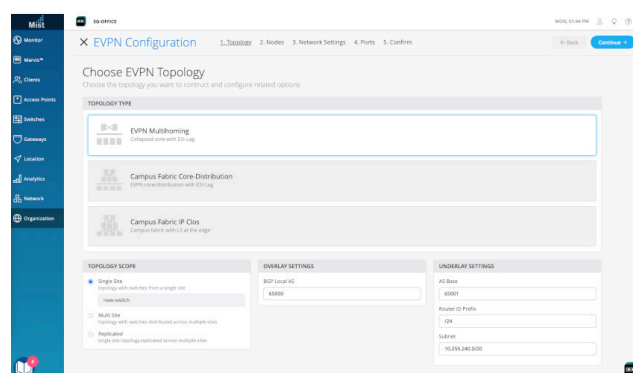 Mist
SG-OFFICE
MON, 01:44 PM
EVPN Configuration
1. Topology 2. Nodes 3. Network Settings 4. Ports 5. Confirm
Back
Continue
Monitor
Marvis™
Clients
Access Points
Switches
Gateways
Location
Analytics
Network
Organization
Choose EVPN Topology
Choose the topology you want to contruct and configure related options
TOPOLOGY TYPE
EVPN Multihoming
Collapsed core with ESI-Lag
Campus Fabric Core-Distribution
EVPN core/distribution with ESI-Lag
Campus Fabric IP Clos
Campus fabric with L3 at the edge
TOPOLOGY SCOPE
Single Site
topology with switches from a single site
new-switch
Multi Site
topology with switches distributed across multiple sites
Replicated
single site topology,replicated across multiple sites
OVERLAY SETTINGS
BGP Local AS
65000
UNDERLAY SETTINGS
AS Base
65001
Router ID Prefix
/24
Subnet
10.255.240.0/20
4